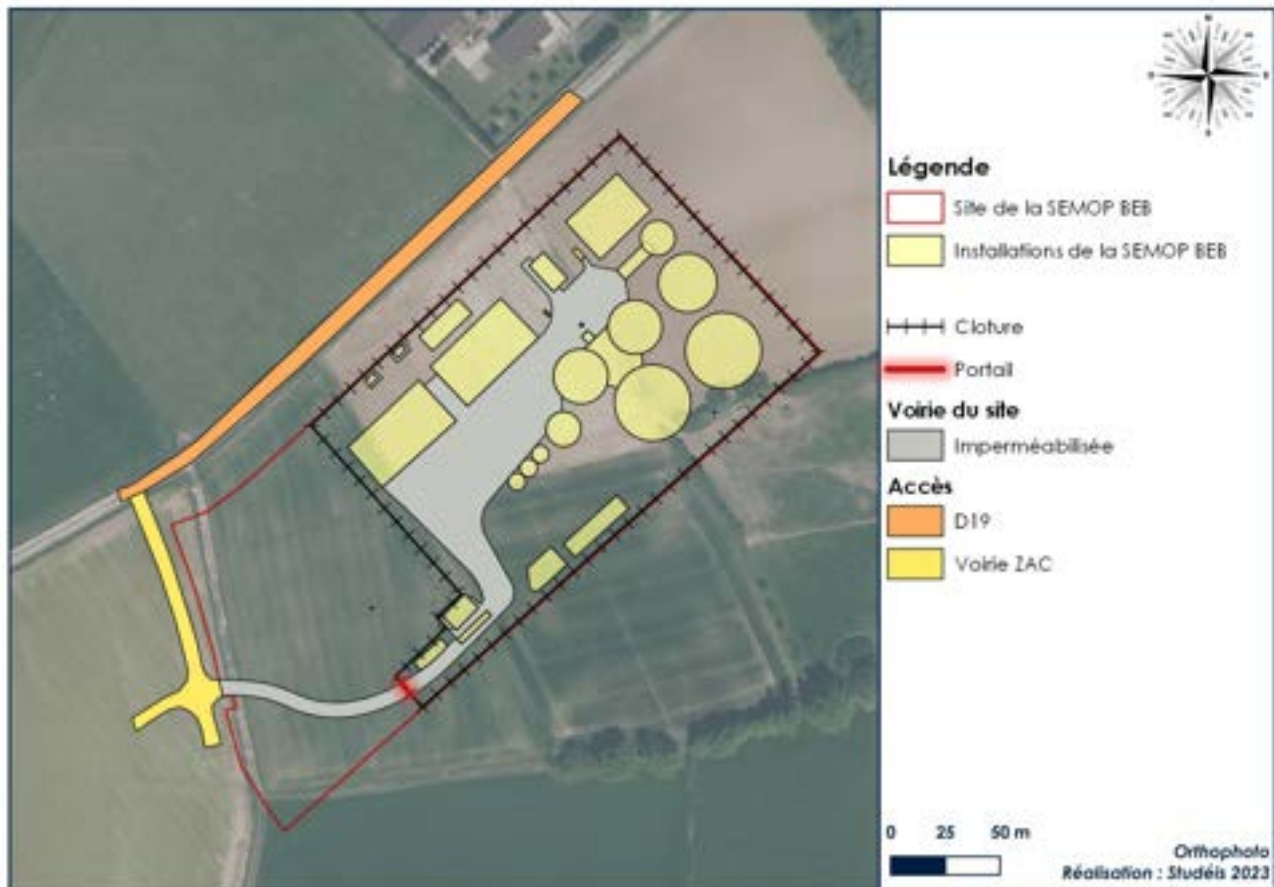 Légende
Site de la SEMOP BEB
Installations de la SEMOP BEB
Cloture
Portail
Voirie du site
Imperméabilisée
Accès
D19
Voirie ZAC
0 25 50 m
Orthophoto
Réalisation : Studéis 2023